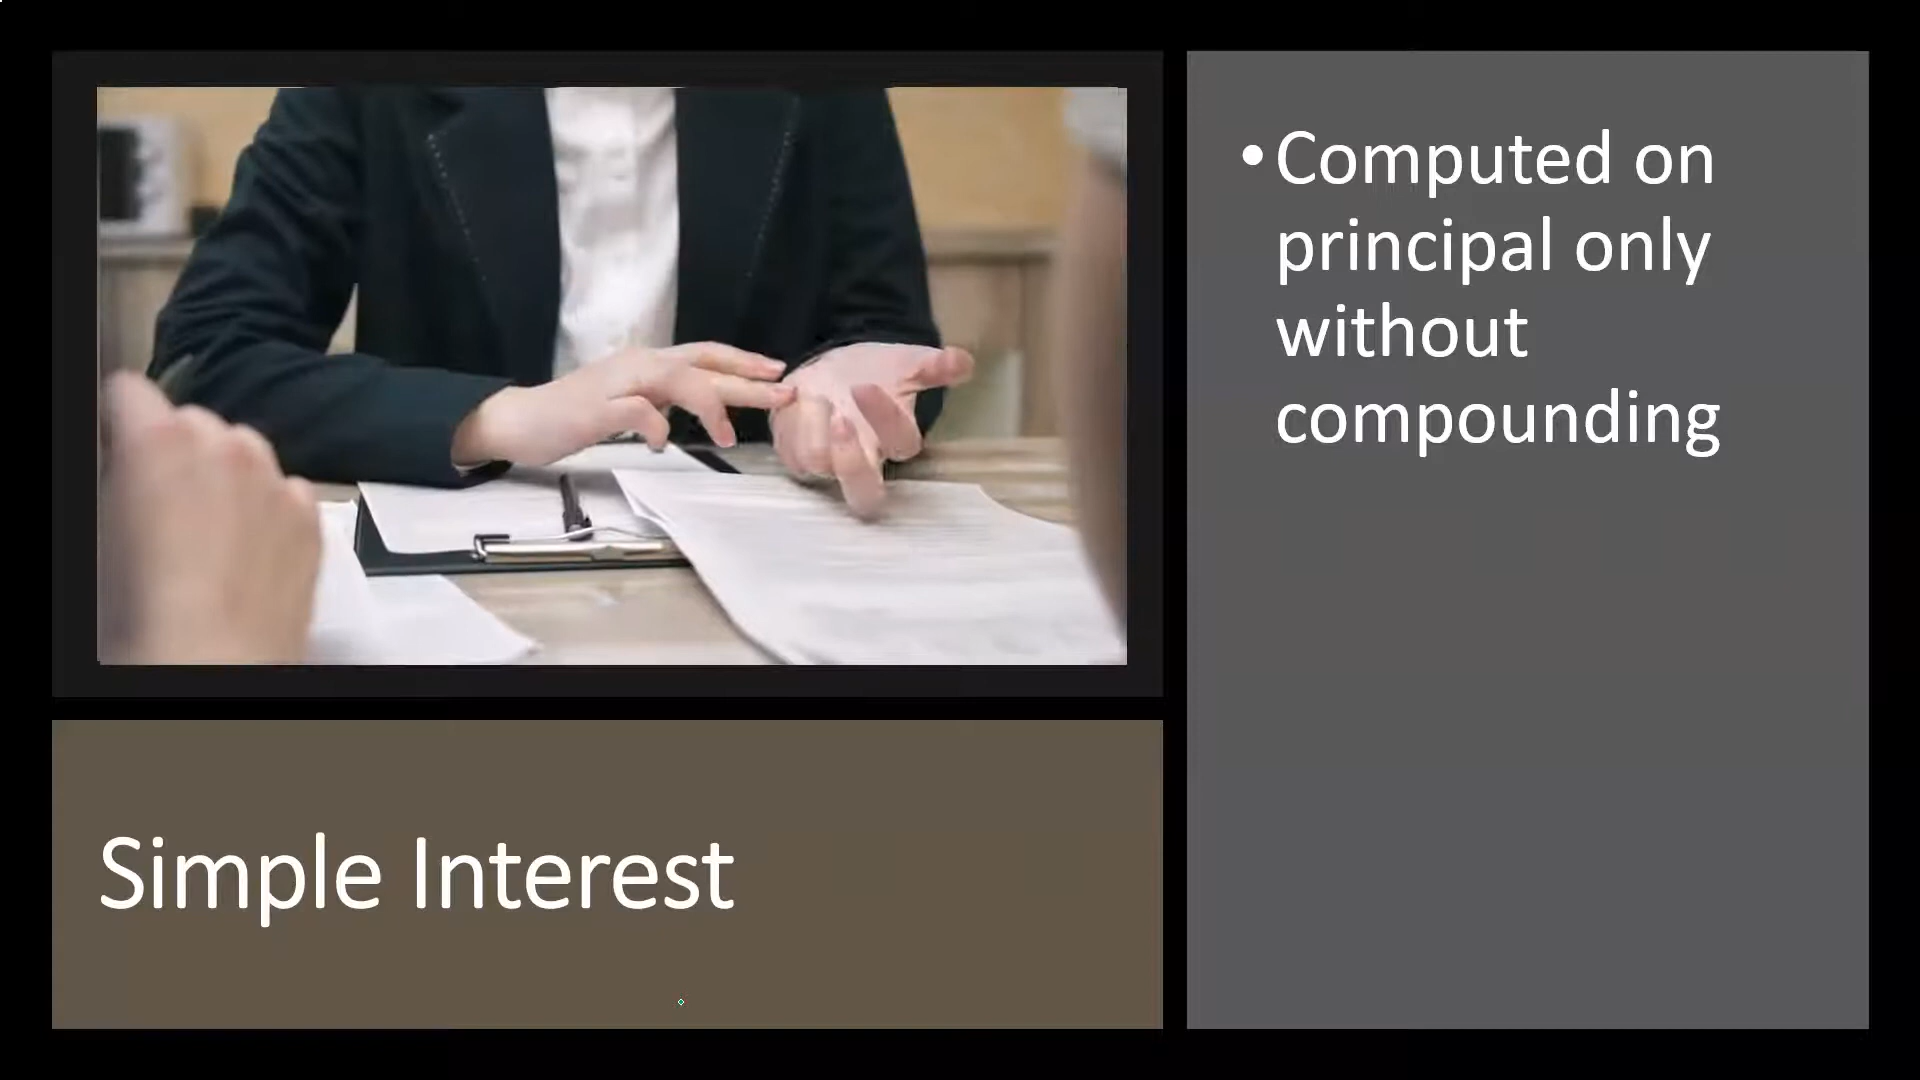 Simple Interest
• Computed on
principal only
without
compounding